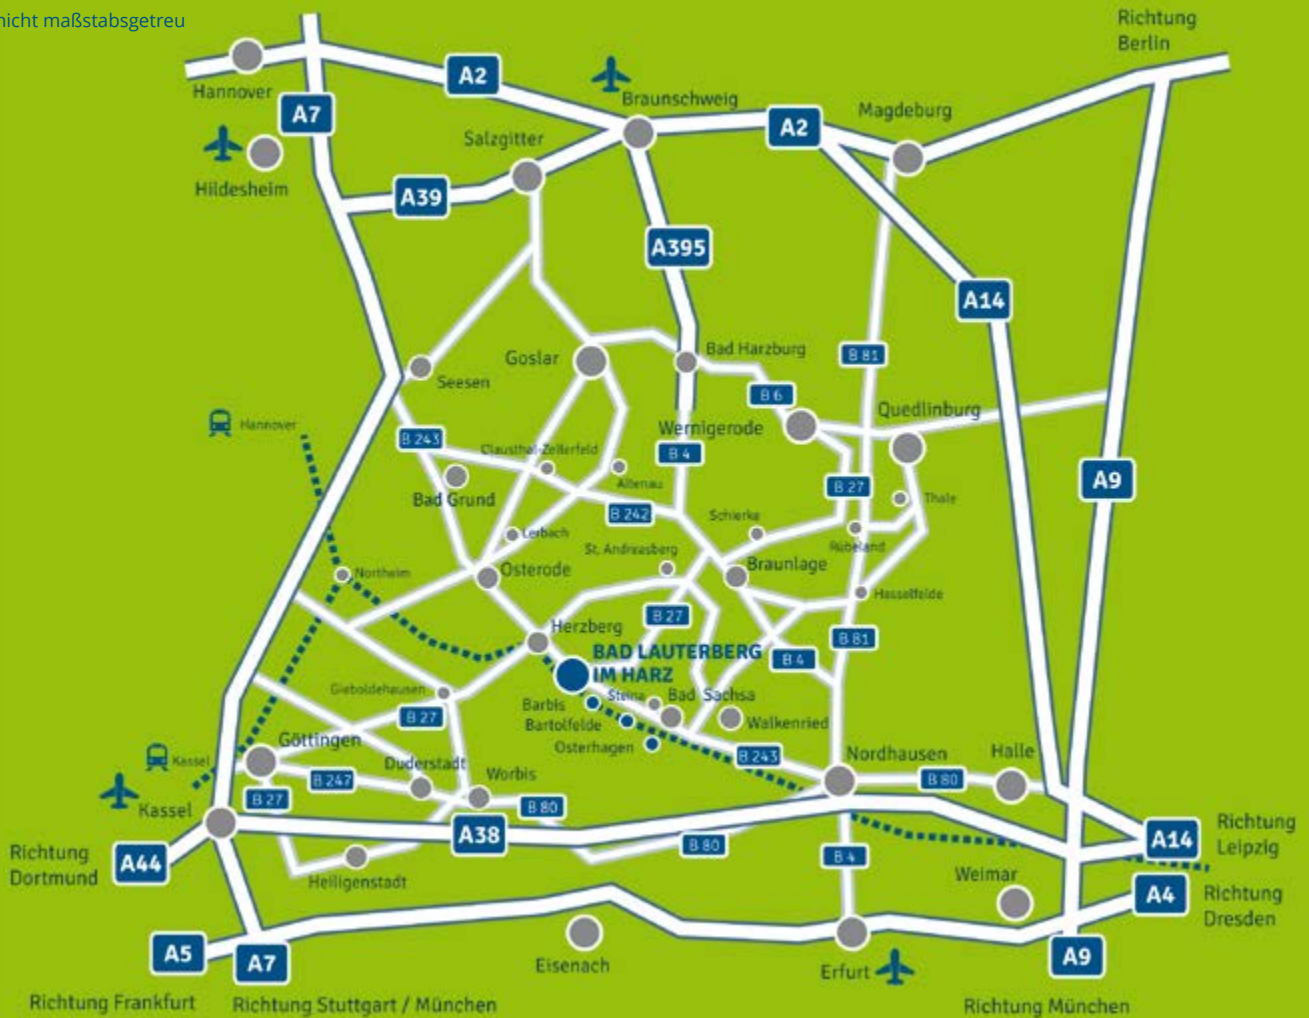 nicht maßstabsgetreu
Richtung
Berlin
Hannover
A2
A7
Braunschweig
A2
Magdeburg
Salzgitter
Hildesheim
A39
A395
A14
Goslar
Bad Harzburg
B 81
Seesen
B 6
Quedlinburg
Hannover
B 243
Wernigerode
Clausthal-Zellerfeld
B 4
A9
Altenau
Bad Grund
B 27
Thale
B 242
Schierke
Lerbach
Rübeland
St. Andreasberg
Northeim
Osterode
Braunlage
Hasselfelde
B 27
Herzberg
B 81
BAD LAUTERBERG
IM HARZ
B 4
Gieboldehausen
Steina
Bad Sachsa
Barbis
B 27
Bartolfelde
Walkenried
Göttingen
Osterhagen
Kassel
B 243
Nordhausen
Halle
Duderstadt
B 247
Worbis
B 80
B 27
B 80
Kassel
A38
B 80
A14
Richtung
Leipzig
Richtung
Dortmund
A44
B 4
Heiligenstadt
Weimar
A4
Richtung
Dresden
A5
A7
Eisenach
Erfurt
A9
Richtung Frankfurt
Richtung Stuttgart / München
Richtung München